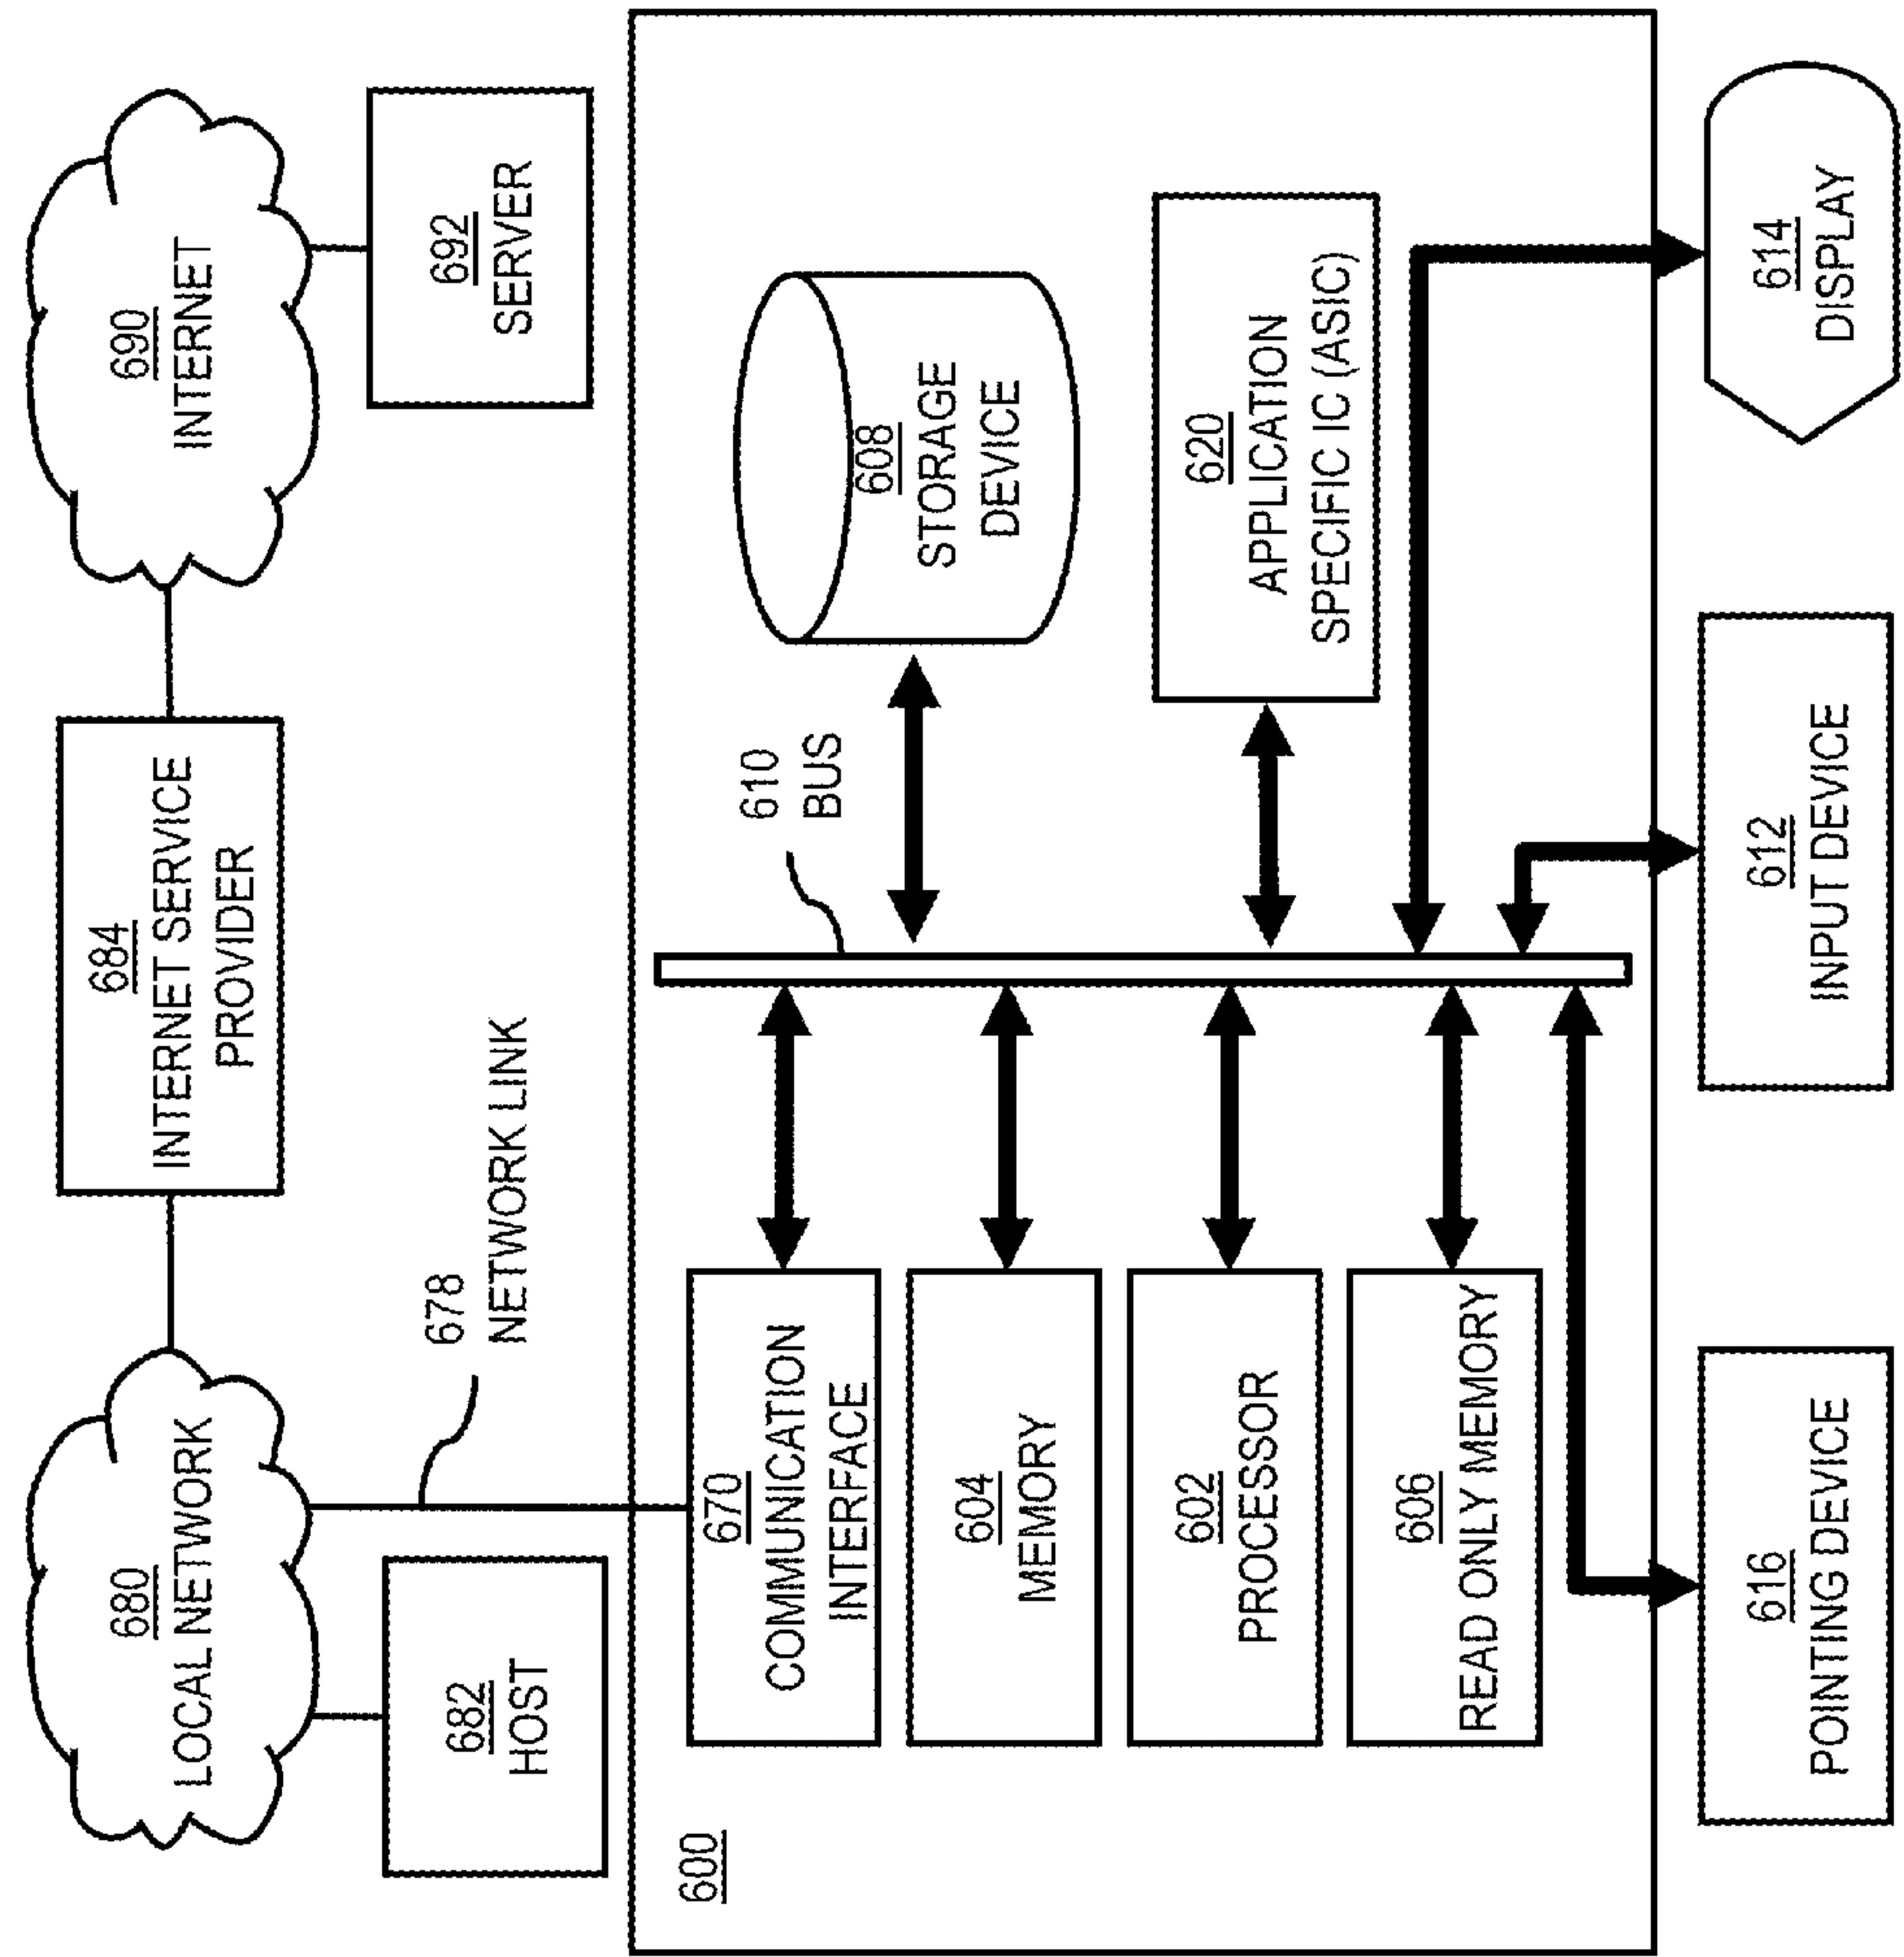 680
LOCAL NETWORK
684
INTERNET SERVICE
PROVIDER
690
INTERNET
682
HOST
678
NETWORK LINK
692
SERVER
600
670
COMMUNICATION
INTERFACE
610
BUS
608
STORAGE
DEVICE
604
MEMORY
602
PROCESSOR
620
APPLICATION
SPECIFIC IC (ASIC)
606
READ ONLY MEMORY
616
POINTING DEVICE
612
INPUT DEVICE
614
DISPLAY